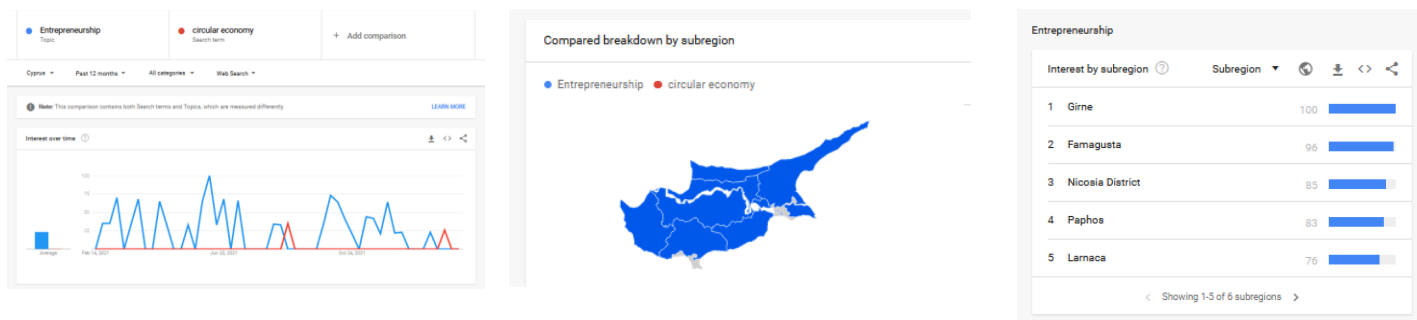 Entrepreneurship
Topic
circular economy
Search term
+ Add comparison
Cyprus
Past 12 months
All categories
Web Search
Note: This comparison contains both Search terms and Topics, which are measured differently
LEARN MORE
Interest over time
100
75
50
25
Average
Feb 14, 2021
Jun 20, 2021
Oct 24, 2021
Compared breakdown by subregion
Entrepreneurship circular economy
Entrepreneurship
Interest by subregion Subregion
1 Girne 100
2 Famagusta 96
3 Nicosia District 85
4 Paphos 83
5 Larnaca 76
Showing 1-5 of 6 subregions